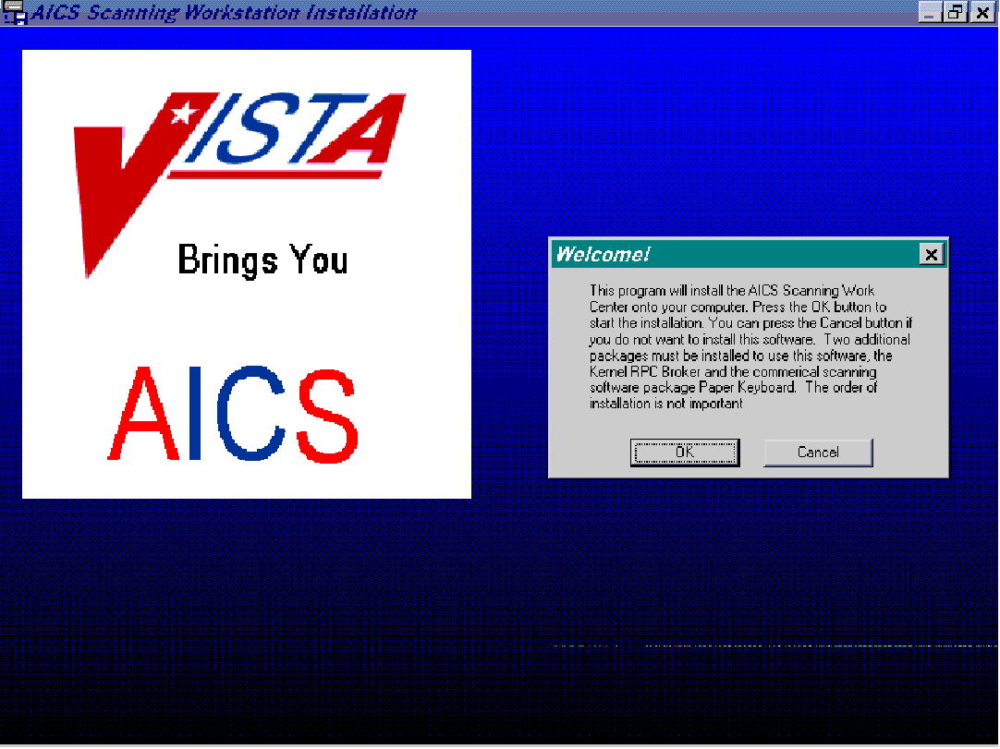 AICS Scanning Workstation Installation
VISTA
Brings You
AICS
Welcome!
This program will install the AICS Scanning Work
Center onto your computer. Press the OK button to
start the installation. You can press the Cancel button if
you do not want to install this software.  Two additional
packages must be installed to use this software, the
Kernel RPC Broker and the commerical scanning
software package Paper Keyboard.  The order of
installation is not important
OK
Cancel